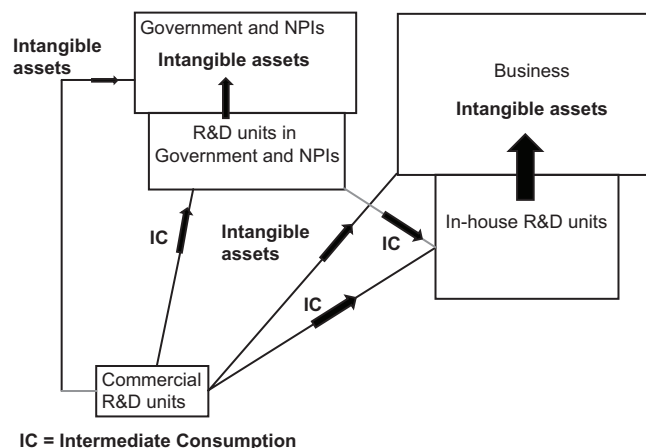 Government and NPIs
Intangible assets
Intangible
assets
Business
Intangible assets
R&D units in
Government and NPIs
In-house R&D units
Intangible
assets
IC
IC
IC
Commercial
R&D units
IC = Intermediate Consumption